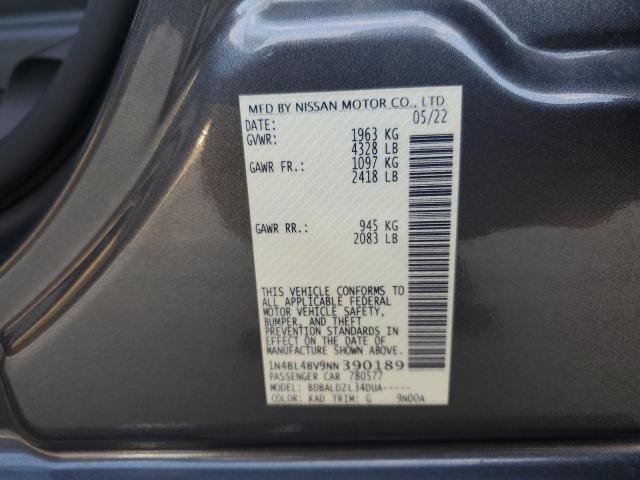 MFD BY NISSAN MOTOR CO., LTD.
DATE: 05/22
GVWR: 1963 KG
4328 LB
GAWR FR.: 1097 KG
2418 LB
GAWR RR.: 945 KG
2083 LB
THIS VEHICLE CONFORMS TO
ALL APPLICABLE FEDERAL
MOTOR VEHICLE SAFETY,
BUMPER, AND THEFT
PREVENTION STANDARDS IN
EFFECT ON THE DATE OF
MANUFACTURE SHOWN ABOVE.
1N4BL4BV9NN390189
PASSENGER CAR 780577
MODEL: BDBALDZL34DUA-----
COLOR: KAD TRIM: G 9N00A